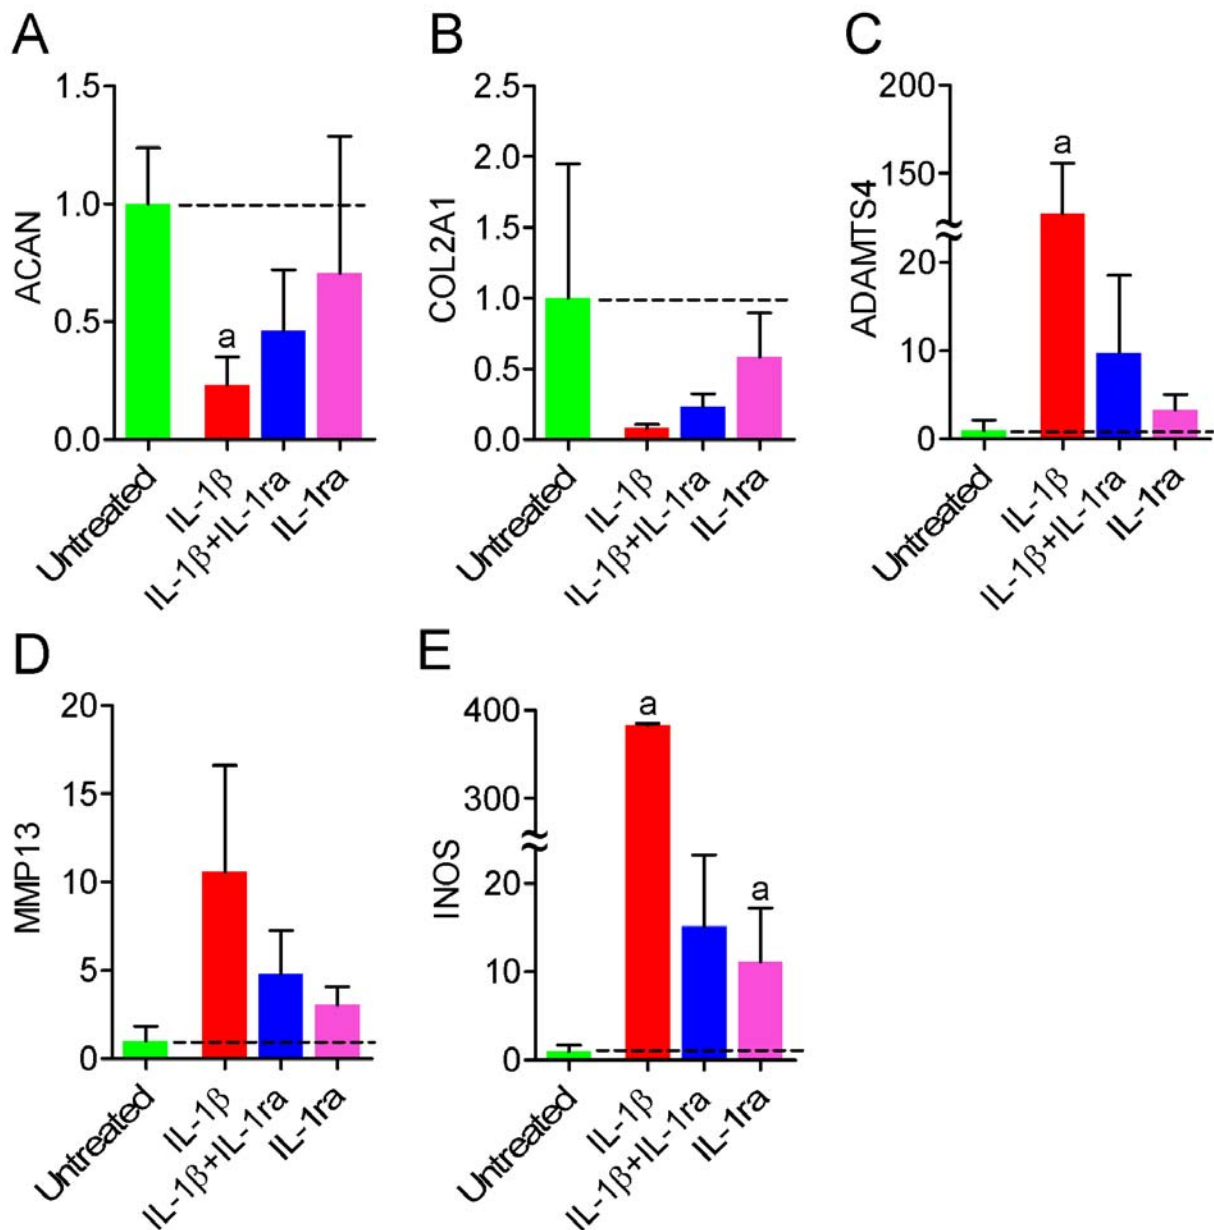 A
B
C
ACAN
1.5
1.0
0.5
0.0
a
Untreated
IL-1β
IL-1β+IL-1ra
IL-1ra
COL2A1
2.5
2.0
1.5
1.0
0.5
0.0
Untreated
IL-1β
IL-1β+IL-1ra
IL-1ra
ADAMTS4
200
150
20
10
0
a
Untreated
IL-1β
IL-1β+IL-1ra
IL-1ra
D
E
MMP13
20
15
10
5
0
Untreated
IL-1β
IL-1β+IL-1ra
IL-1ra
INOS
400
300
20
10
0
a
a
Untreated
IL-1β
IL-1β+IL-1ra
IL-1ra